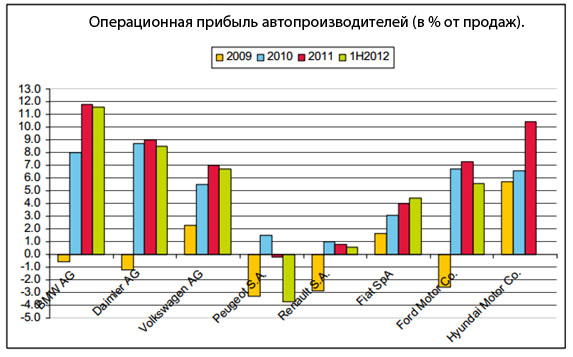 Операционная прибыль автопроизводителей (в % от продаж).
2009 2010 2011 1H2012
13.0
12.0
11.0
10.0
9.0
8.0
7.0
6.0
5.0
4.0
3.0
2.0
1.0
0.0
-1.0
-2.0
-3.0
-4.0
-5.0
BMW AG
Daimler AG
Volkswagen AG
Peugeot S.A.
Renault S.A.
Fiat SpA
Ford Motor Co.
Hyundai Motor Co.